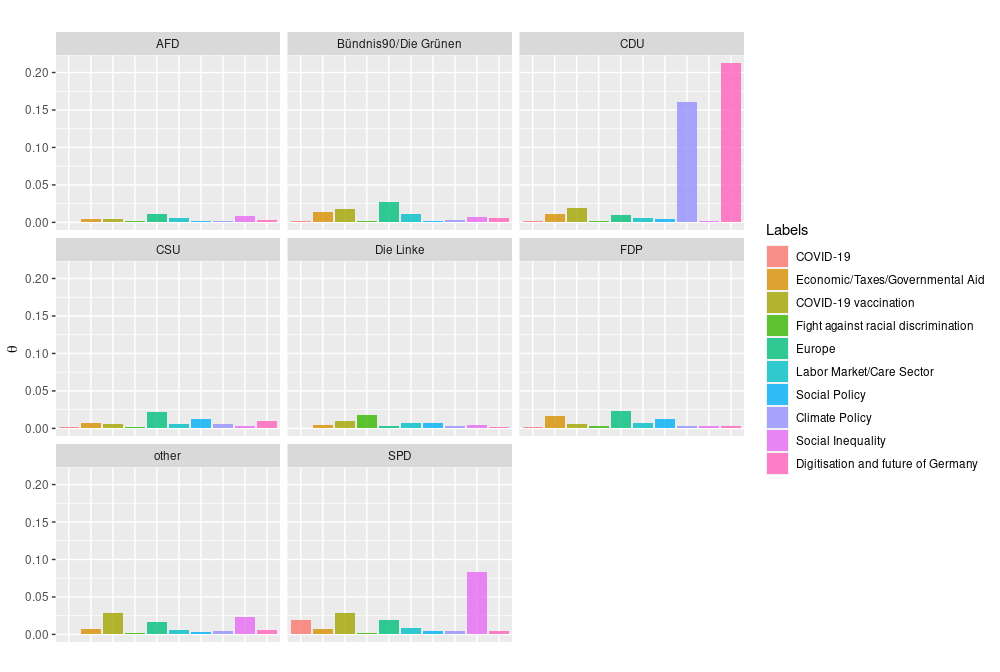 AFD
Bündnis90/Die Grünen
CDU
0.20
0.15
0.10
0.05
0.00
CSU
Die Linke
FDP
0.20
0.15
0.10
0.05
0.00
θ
other
SPD
0.20
0.15
0.10
0.05
0.00
Labels
COVID-19
Economic/Taxes/Governmental Aid
COVID-19 vaccination
Fight against racial discrimination
Europe
Labor Market/Care Sector
Social Policy
Climate Policy
Social Inequality
Digitisation and future of Germany